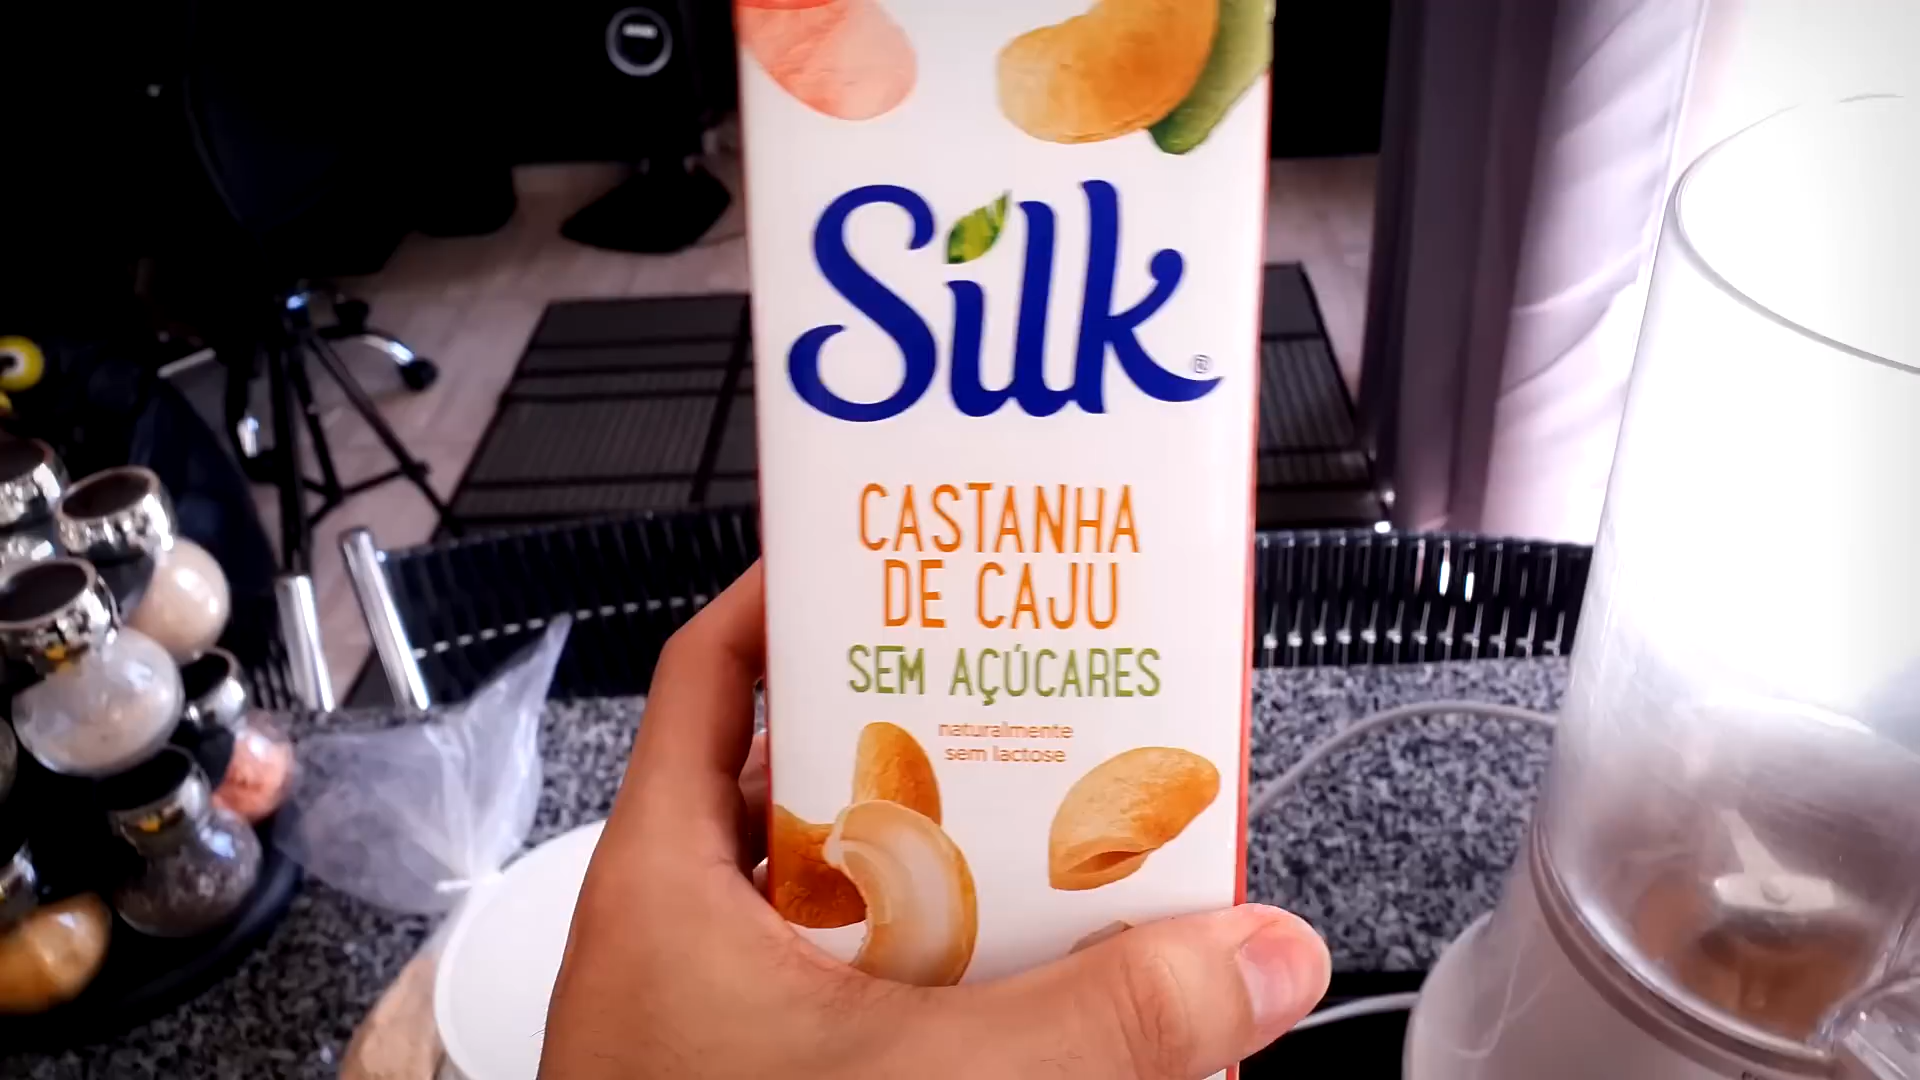 Silk®
CASTANHA
DE CAJU
SEM AÇÚCARES
naturalmente
sem lactose